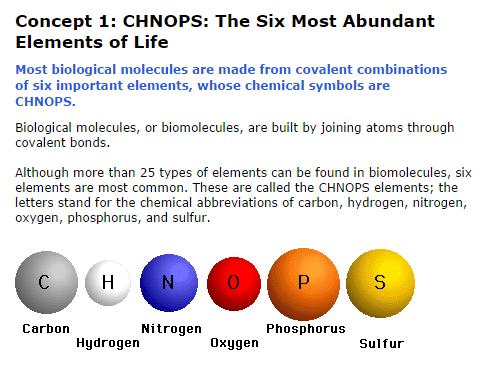 Concept 1: CHNOPS: The Six Most Abundant
Elements of Life
Most biological molecules are made from covalent combinations
of six important elements, whose chemical symbols are
CHNOPS.
Biological molecules, or biomolecules, are built by joining atoms through
covalent bonds.
Although more than 25 types of elements can be found in biomolecules, six
elements are most common. These are called the CHNOPS elements; the
letters stand for the chemical abbreviations of carbon, hydrogen, nitrogen,
oxygen, phosphorus, and sulfur.
C H N O P S
Carbon Nitrogen Phosphorus
Hydrogen Oxygen Sulfur